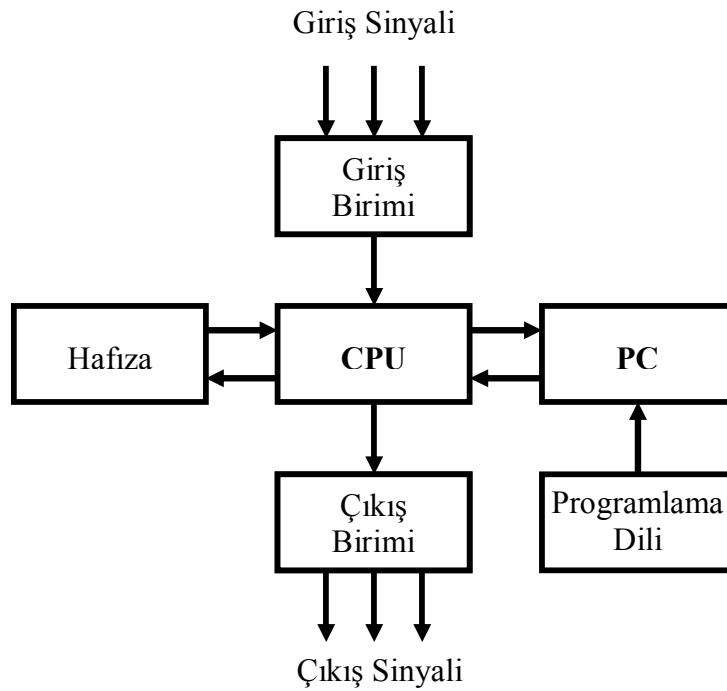 Giriş Sinyali
Giriş
Birimi
Hafıza
CPU
PC
Çıkış
Birimi
Programlama
Dili
Çıkış Sinyali